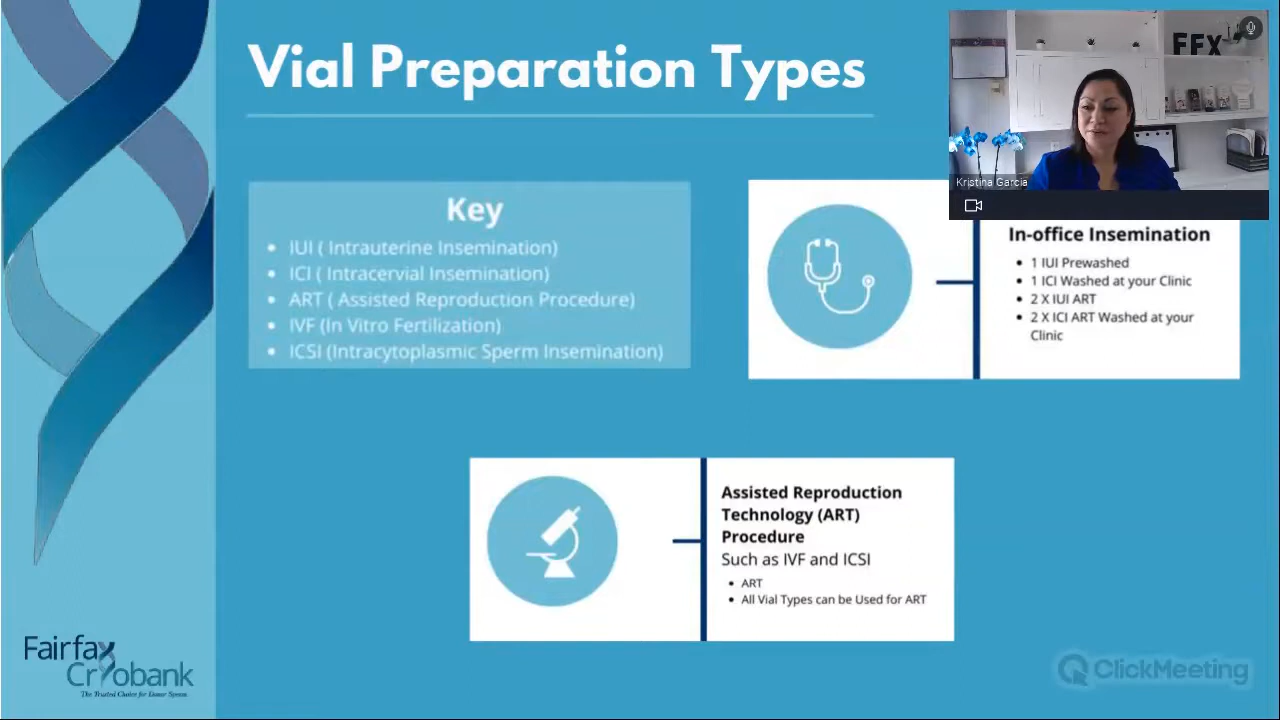 Vial Preparation Types
FFX
Kristina Garcia
Key
• IUI ( Intrauterine Insemination)
• ICI ( Intracervial Insemination)
• ART ( Assisted Reproduction Procedure)
• IVF (In Vitro Fertilization)
• ICSI (Intracytoplasmic Sperm Insemination)
In-office Insemination
• 1 IUI Prewashed
• 1 ICI Washed at your Clinic
• 2 X IUI ART
• 2 X ICI ART Washed at your
Clinic
Assisted Reproduction
Technology (ART)
Procedure
Such as IVF and ICSI
• ART
• All Vial Types can be Used for ART
Fairfax
Cryobank
The Trusted Choice for Donor Sperm
ClickMeeting